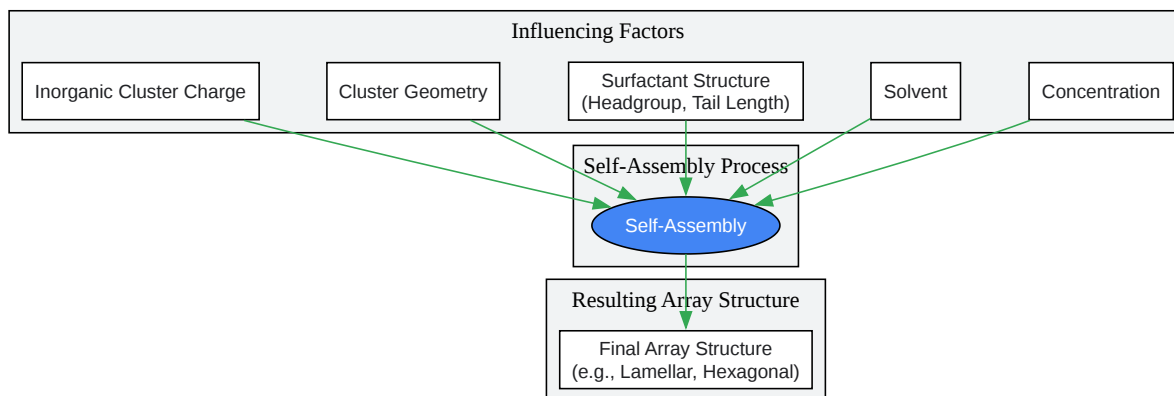 Influencing Factors
Inorganic Cluster Charge
Cluster Geometry
Surfactant Structure
(Headgroup, Tail Length)
Solvent
Concentration
Self-Assembly Process
Self-Assembly
Resulting Array Structure
Final Array Structure
(e.g., Lamellar, Hexagonal)